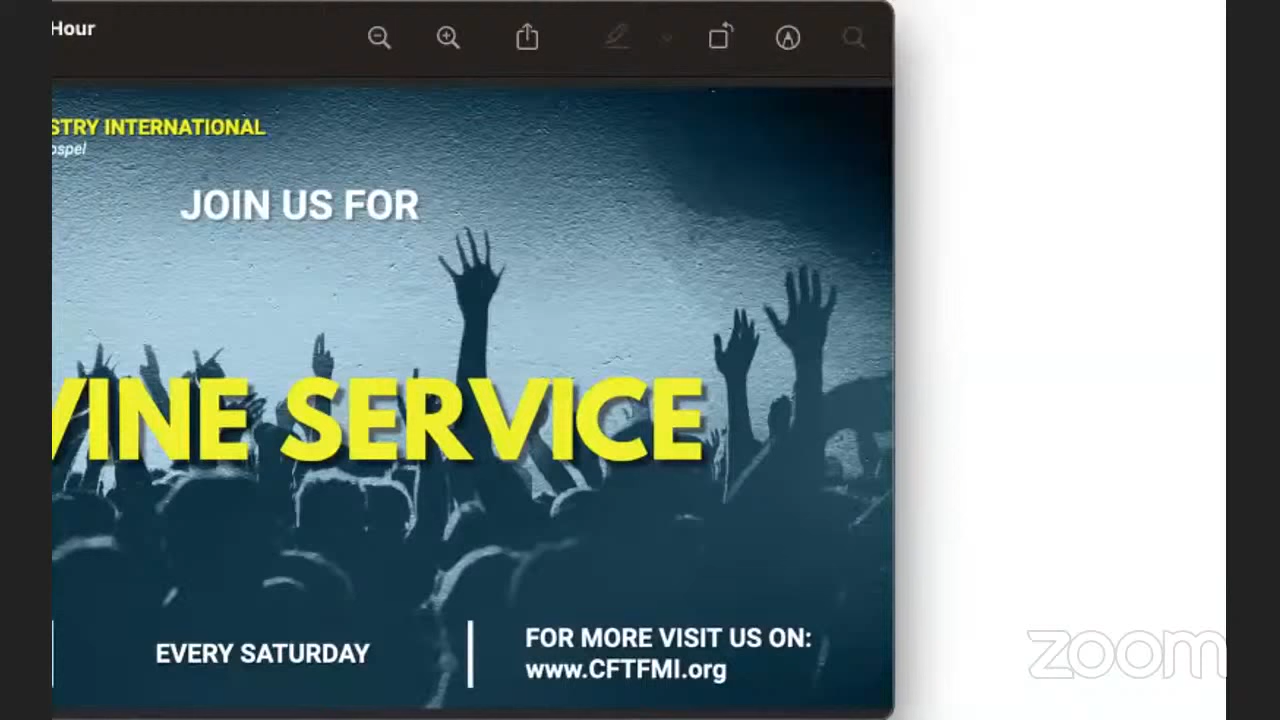 Hour
STRY INTERNATIONAL
ospel
JOIN US FOR
VINE SERVICE
EVERY SATURDAY
FOR MORE VISIT US ON:
www.CFTFMI.org
zoom